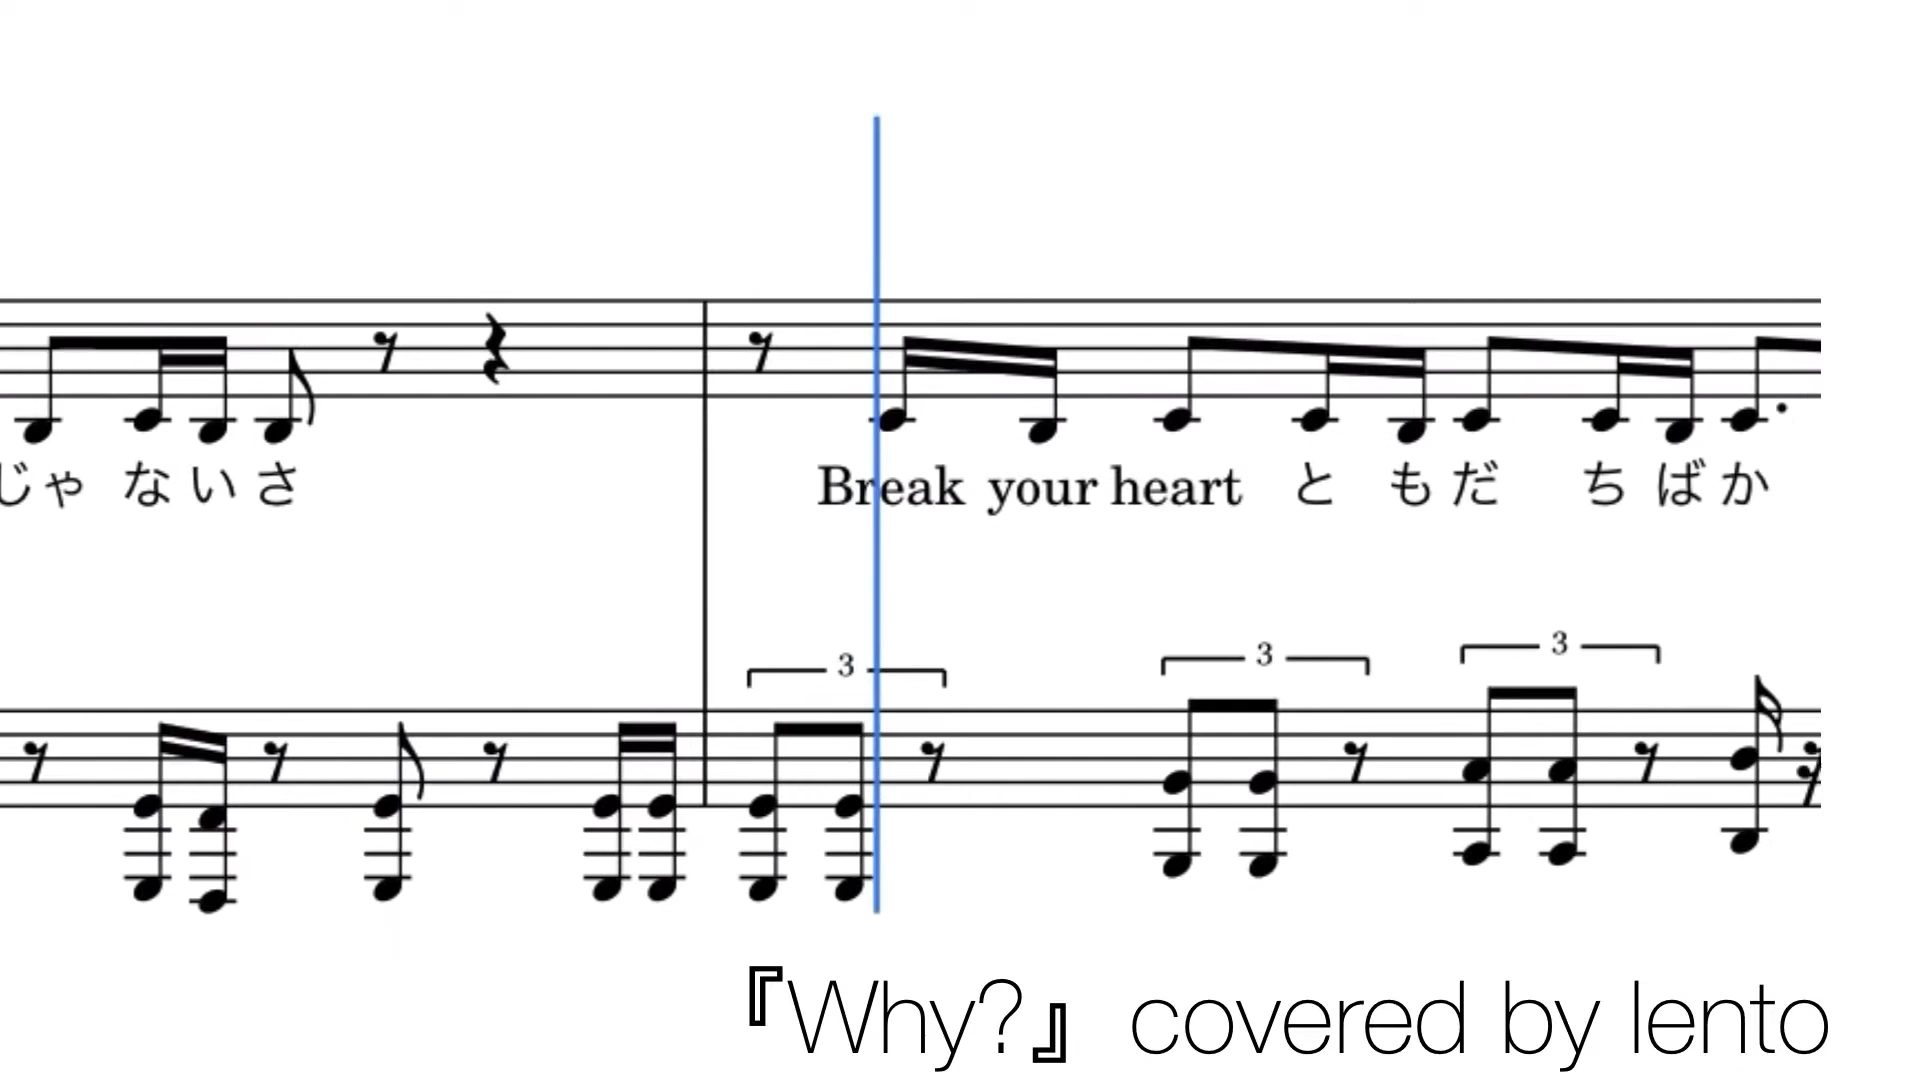 じゃ な い さ Break your heart と も だ ち ば か
3 3 3
『Why?』 covered by lento